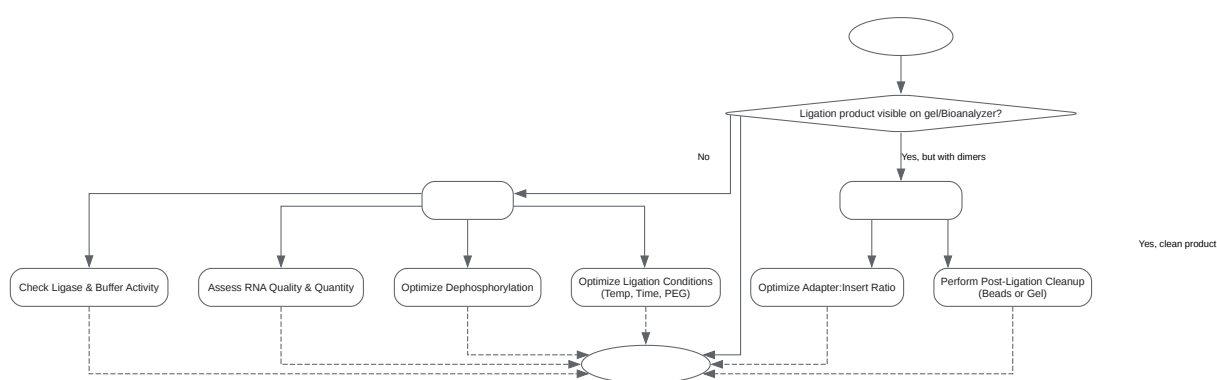 Ligation product visible on gel/Bioanalyzer?
No
Yes, but with dimers
Yes, clean product
Check Ligase & Buffer Activity
Assess RNA Quality & Quantity
Optimize Dephosphorylation
Optimize Ligation Conditions
(Temp, Time, PEG)
Optimize Adapter:Insert Ratio
Perform Post-Ligation Cleanup
(Beads or Gel)